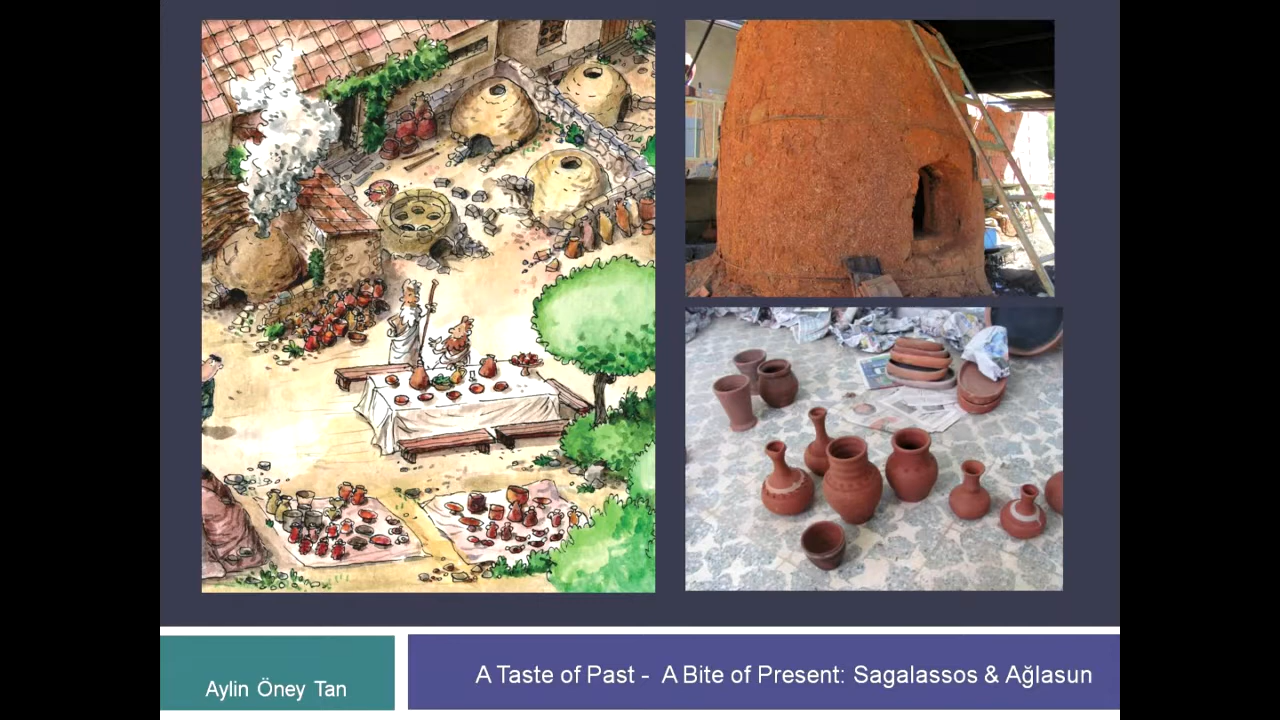 Aylin Öney Tan
A Taste of Past - A Bite of Present: Sagalassos & Ağlasun